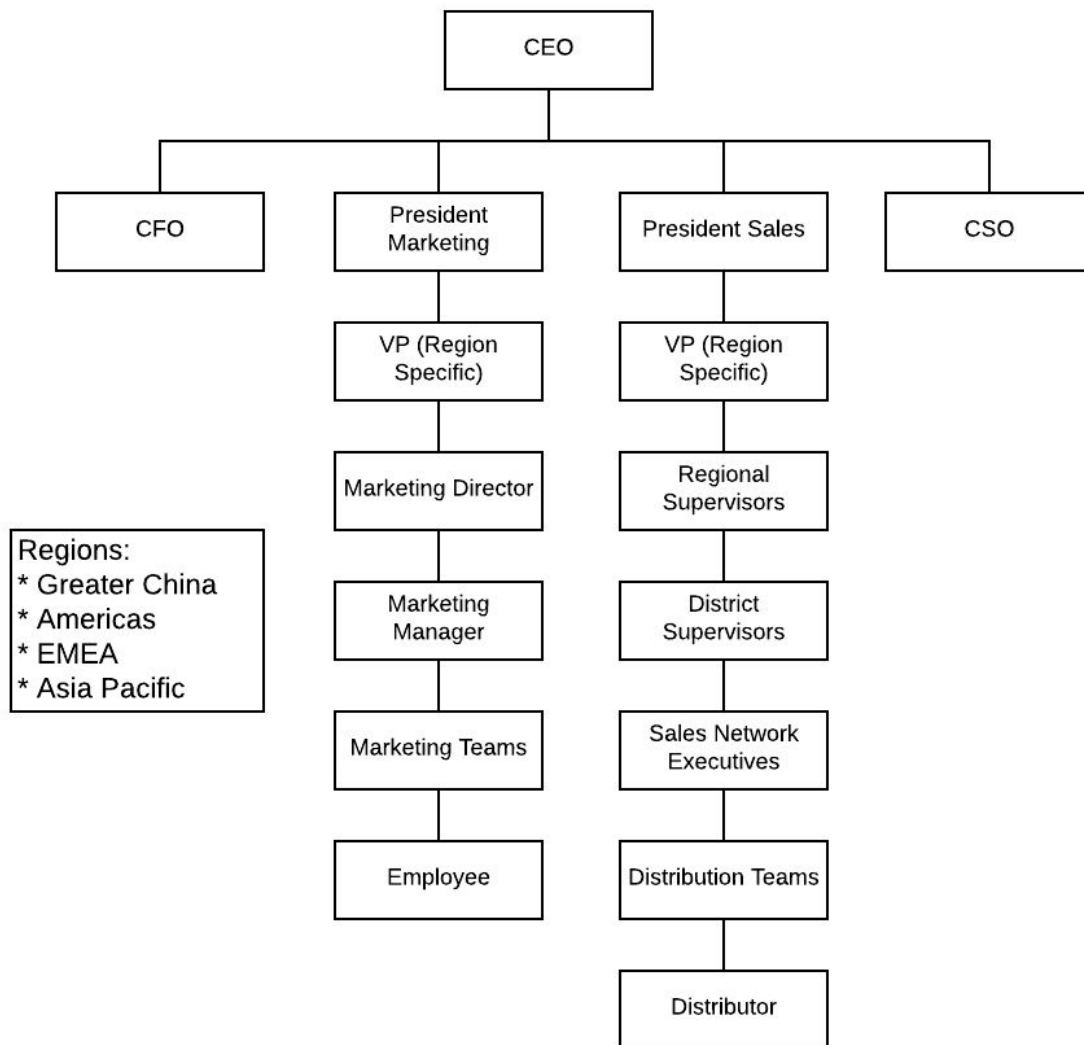 CEO
CFO
President
Marketing
President Sales
CSO
VP (Region
Specific)
VP (Region
Specific)
Marketing Director
Regional
Supervisors
Regions:
* Greater China
* Americas
* EMEA
* Asia Pacific
Marketing
Manager
District
Supervisors
Marketing Teams
Sales Network
Executives
Employee
Distribution Teams
Distributor